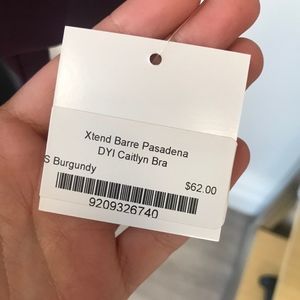 Xtend Barre Pasadena
DYI Caitlyn Bra
S Burgundy
$62.00
9209326740